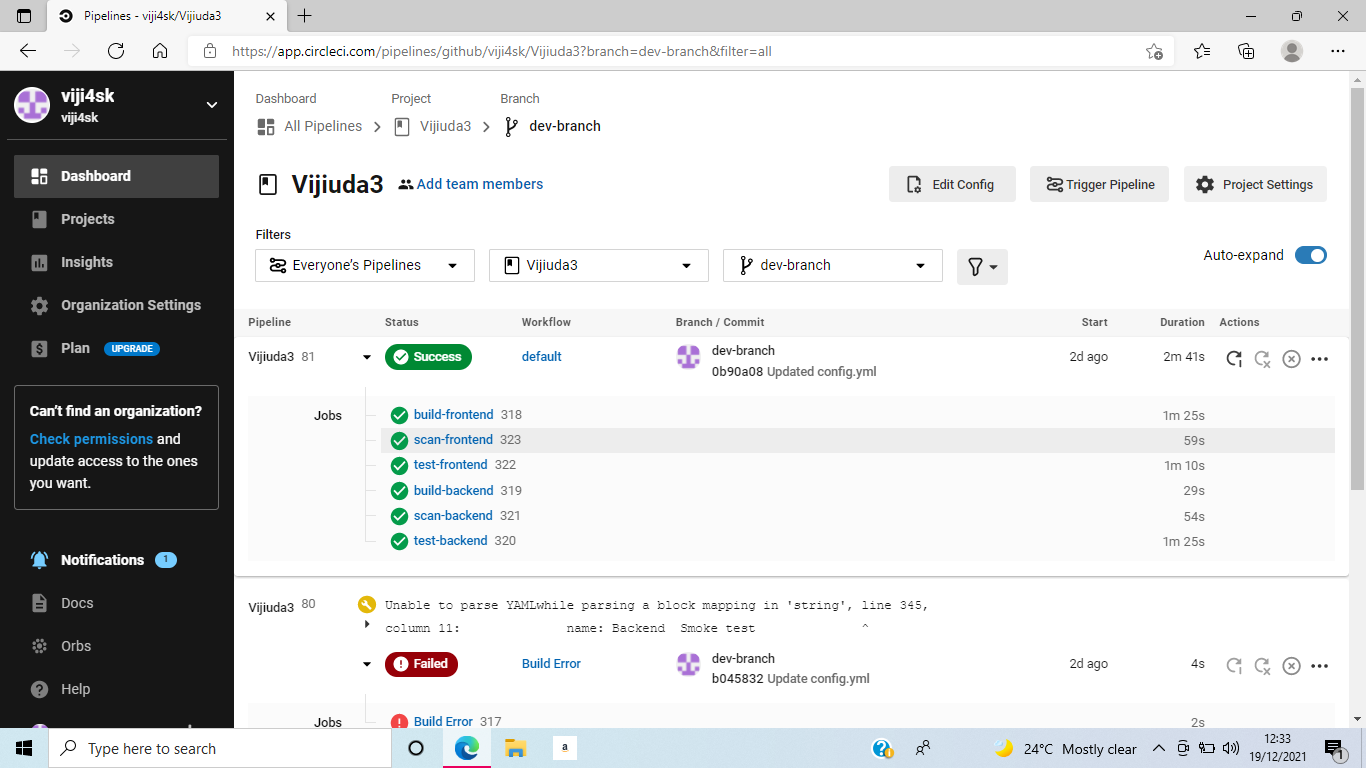 Pipelines - viji4sk/Vijiuda3
https://app.circleci.com/pipelines/github/viji4sk/Vijiuda3?branch=dev-branch&filter=all
viji4sk
viji4sk
Dashboard
Projects
Insights
Organization Settings
Plan UPGRADE
Can't find an organization?
Check permissions and
update access to the ones
you want.
Notifications 1
Docs
Orbs
Help
Dashboard Project Branch
All Pipelines Vijiuda3 dev-branch
Vijiuda3 Add team members Edit Config Trigger Pipeline Project Settings
Filters
Everyone's Pipelines Vijiuda3 dev-branch Auto-expand
Pipeline Status Workflow Branch / Commit Start Duration Actions
Vijiuda3 81 Success default dev-branch 2d ago 2m 41s
0b90a08 Updated config.yml
Jobs build-frontend 318 1m 25s
scan-frontend 323 59s
test-frontend 322 1m 10s
build-backend 319 29s
scan-backend 321 54s
test-backend 320 1m 25s
Vijiuda3 80 Unable to parse YAMLwhile parsing a block mapping in 'string', line 345,
column 11: name: Backend Smoke test ^
Failed Build Error dev-branch 2d ago 4s
b045832 Update config.yml
Jobs Build Error 317 2s
Type here to search
a
24°C Mostly clear
12:33
19/12/2021
1